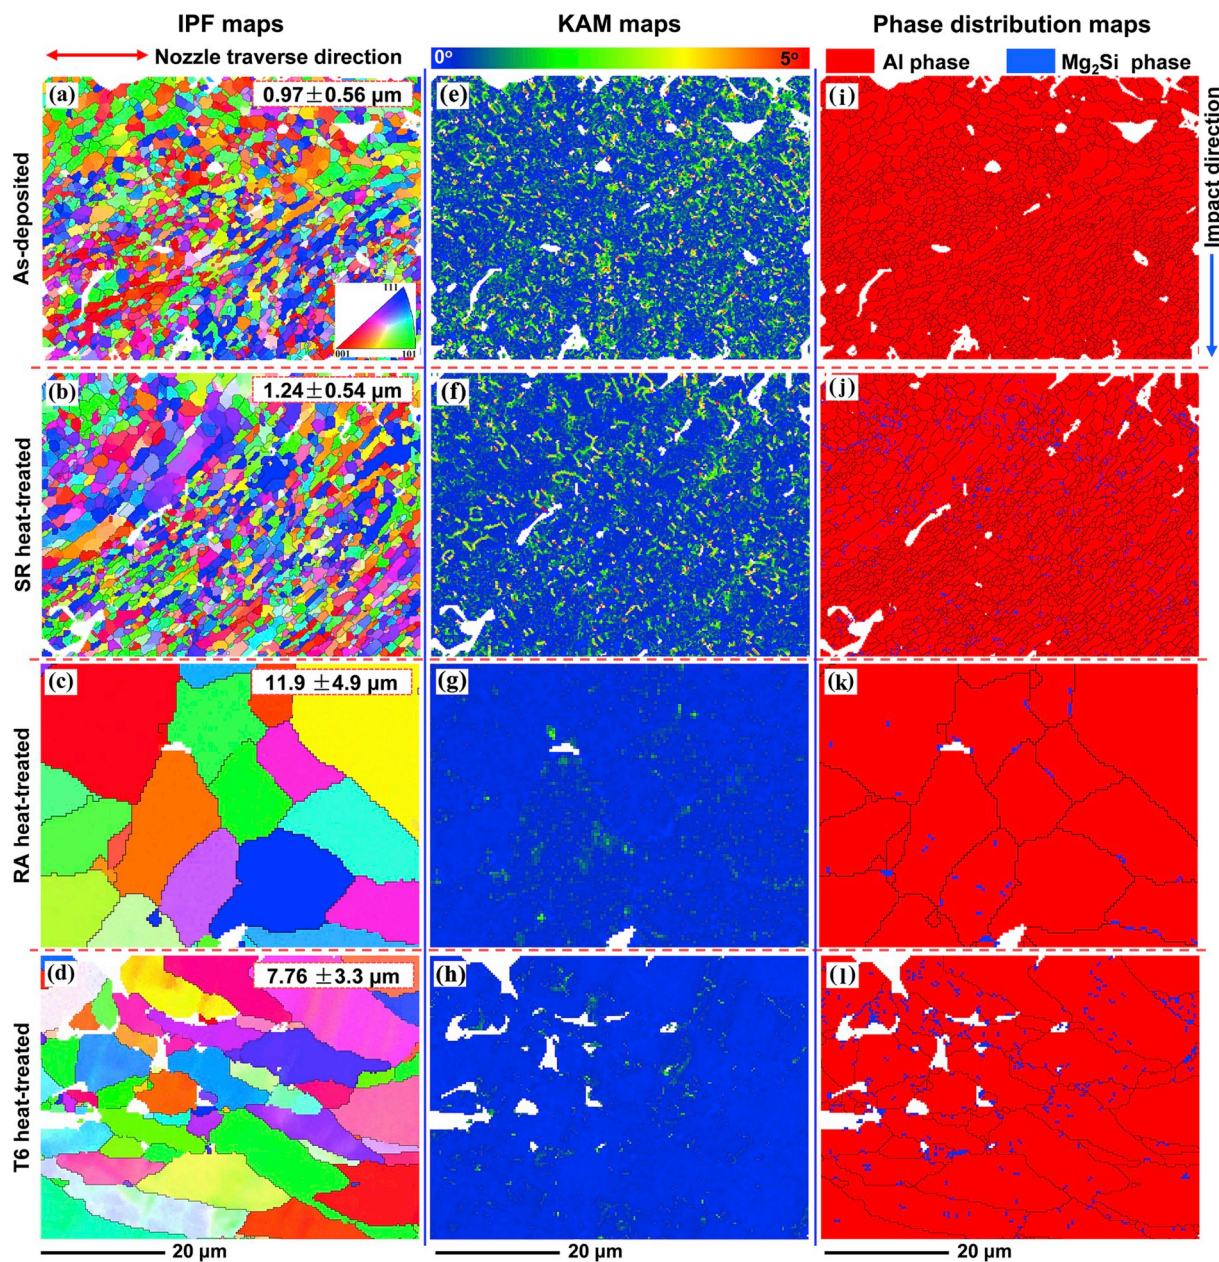 IPF maps
KAM maps
Phase distribution maps
Nozzle traverse direction
0°
5°
Al phase
Mg₂Si phase
As-deposited
(a)
0.97±0.56 µm
111
001
101
(e)
(i)
Impact direction
SR heat-treated
(b)
1.24±0.54 µm
(f)
(j)
RA heat-treated
(c)
11.9 ±4.9 µm
(g)
(k)
T6 heat-treated
(d)
7.76 ±3.3 µm
(h)
(l)
20 µm
20 µm
20 µm